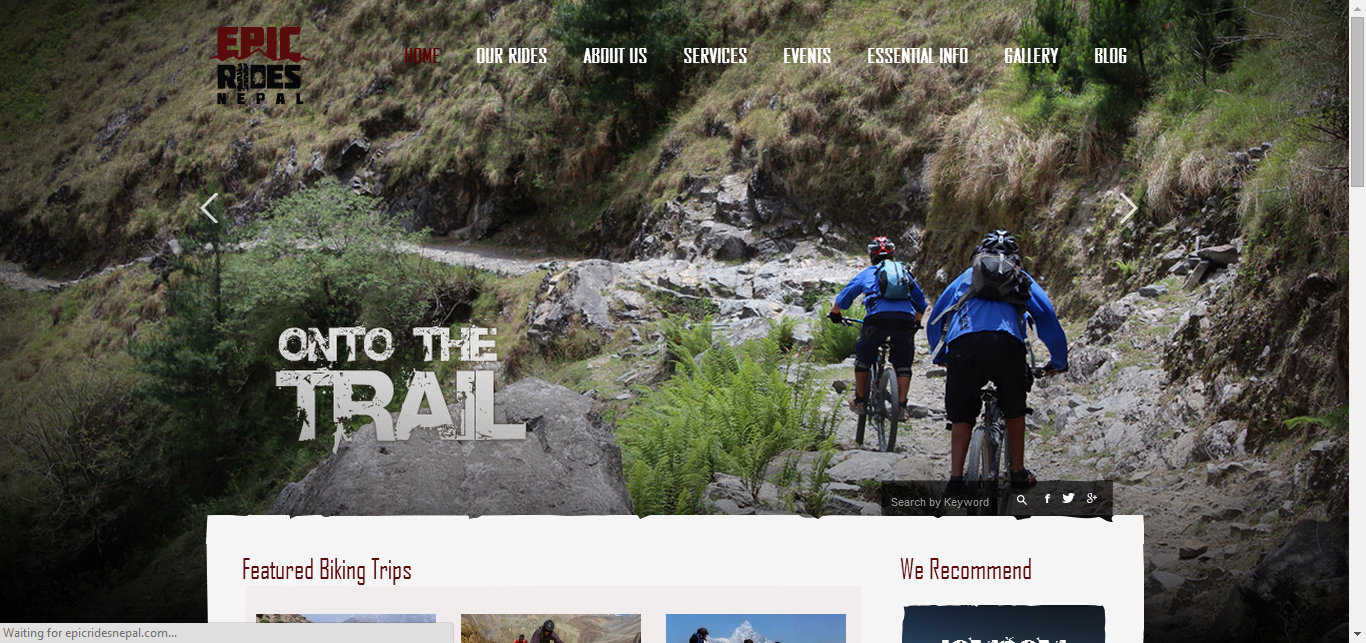 EPIC
RIDES
NEPAL
HOME OUR RIDES ABOUT US SERVICES EVENTS ESSENTIAL INFO GALLERY BLOG
ONTO THE
TRAIL
Search by Keyword
Featured Biking Trips
We Recommend
Waiting for epicridesnepal.com...